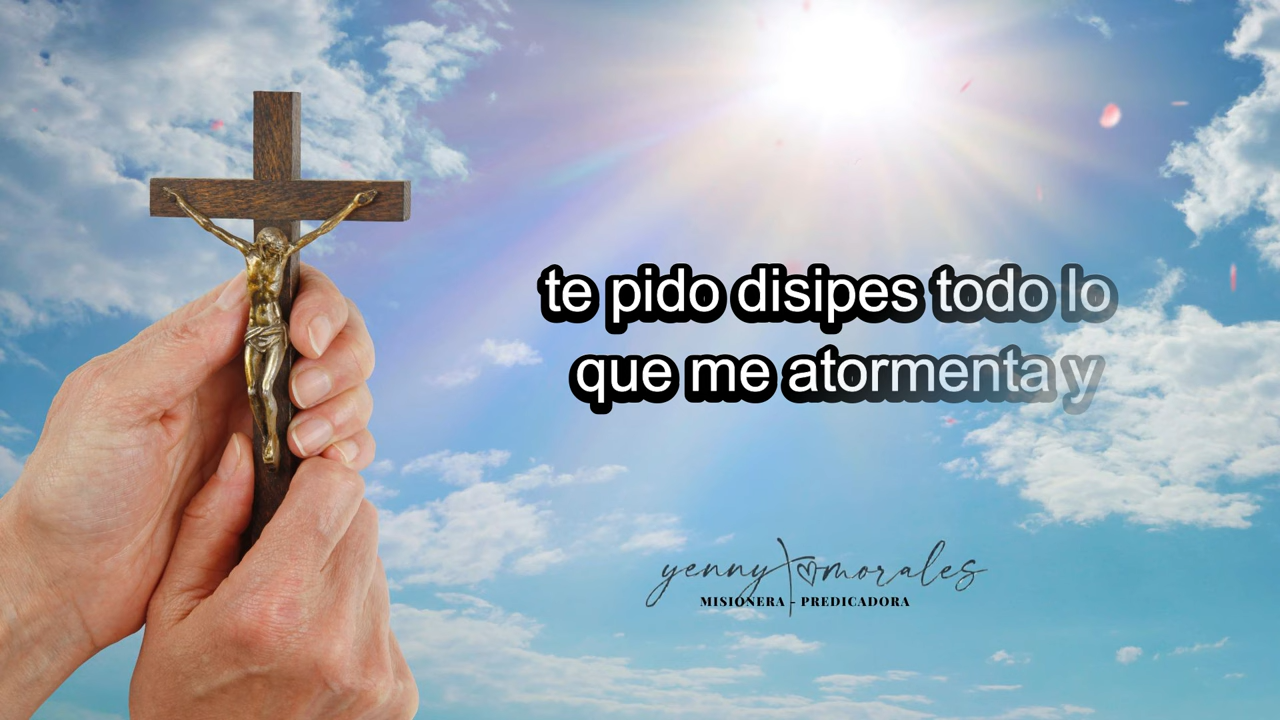 te pido disipes todo lo
que me atormenta y
yenny morales
MISIONERA - PREDICADORA